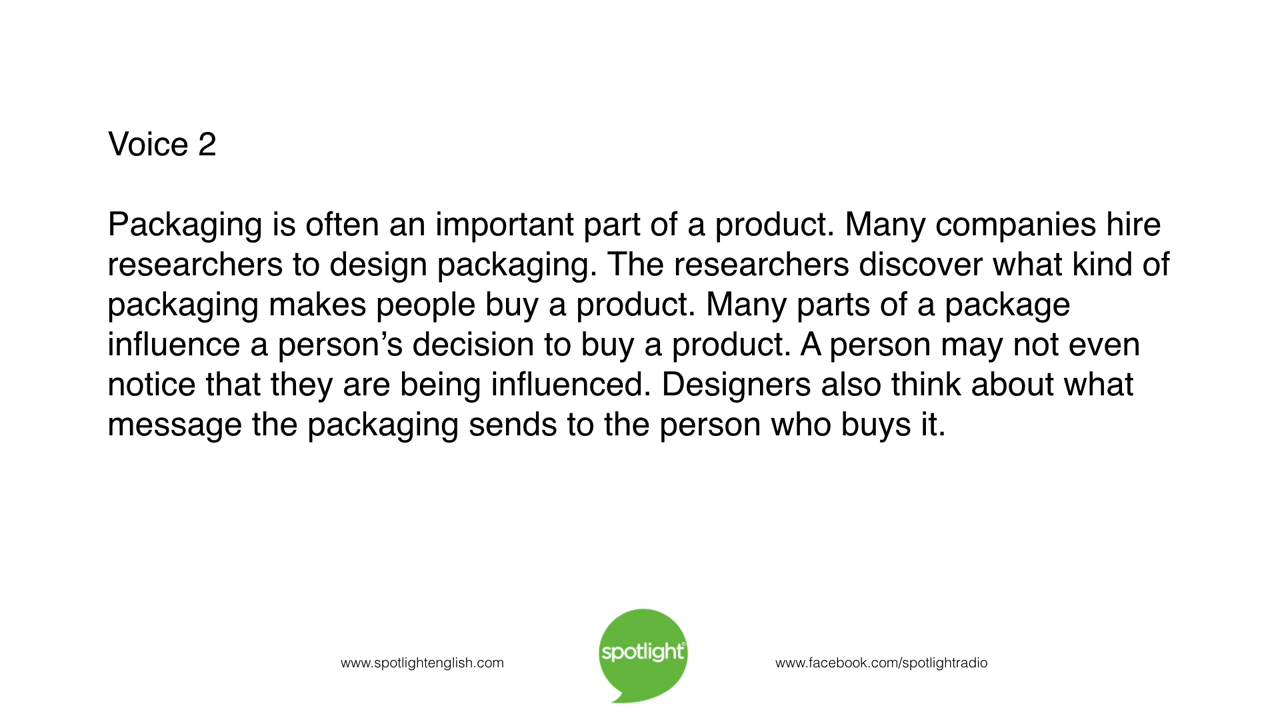 Voice 2
Packaging is often an important part of a product. Many companies hire
researchers to design packaging. The researchers discover what kind of
packaging makes people buy a product. Many parts of a package
influence a person’s decision to buy a product. A person may not even
notice that they are being influenced. Designers also think about what
message the packaging sends to the person who buys it.
www.spotlightenglish.com
spotlight®
www.facebook.com/spotlightradio